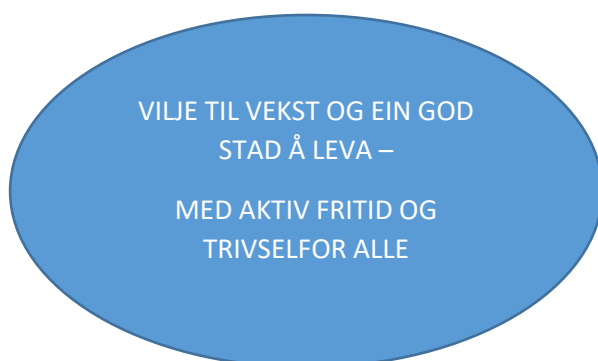 VILJE TIL VEKST OG EIN GOD
STAD Å LEVA –
MED AKTIV FRITID OG
TRIVSELFOR ALLE